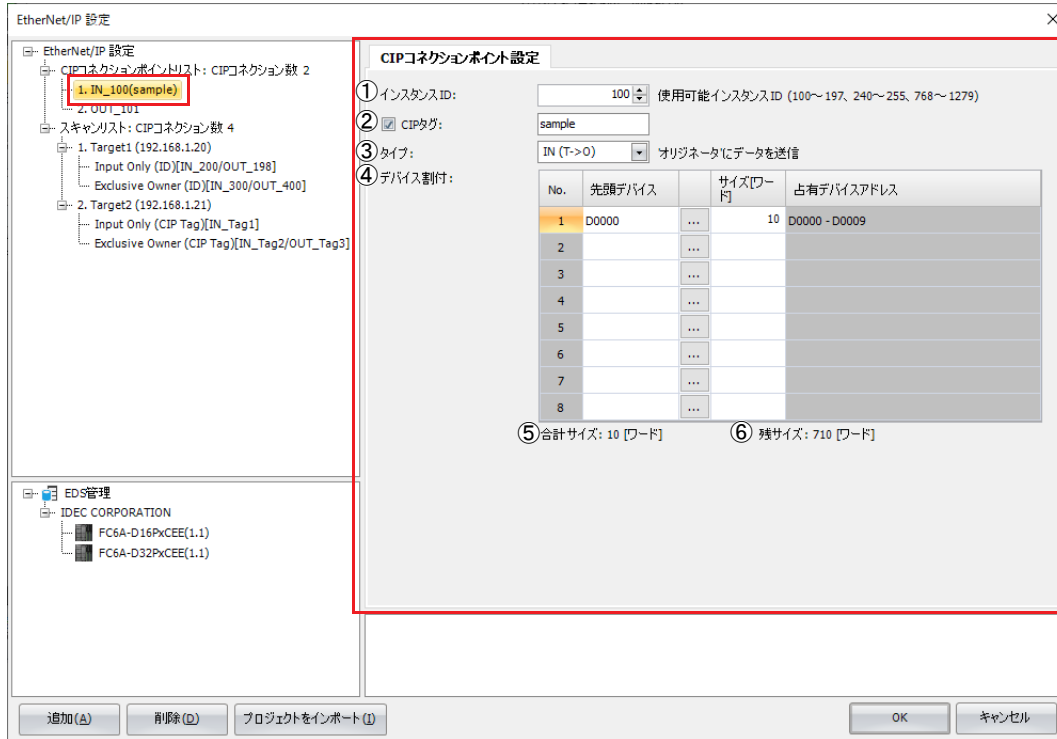 EtherNet/IP 設定
EtherNet/IP 設定
CIPコネクションポイントリスト: CIPコネクション数 2
1. IN_100(sample)
2. OUT_101
スキャンリスト: CIPコネクション数 4
1. Target1 (192.168.1.20)
Input Only (ID)[IN_200/OUT_198]
Exclusive Owner (ID)[IN_300/OUT_400]
2. Target2 (192.168.1.21)
Input Only (CIP Tag)[IN_Tag1]
Exclusive Owner (CIP Tag)[IN_Tag2/OUT_Tag3]
EDS管理
IDEC CORPORATION
FC6A-D16PxCEE(1.1)
FC6A-D32PxCEE(1.1)
CIPコネクションポイント設定
① インスタンスID: 100 使用可能インスタンスID (100～197、240～255、768～1279)
② CIPタグ: sample
③ タイプ: IN (T->O) オリジネータにデータを送信
④ デバイス割付:
No. 先頭デバイス サイズ[ワード] 占有デバイスアドレス
1 D0000 ... 10 D0000 - D0009
2 ...
3 ...
4 ...
5 ...
6 ...
7 ...
8 ...
⑤ 合計サイズ: 10 [ワード] ⑥ 残サイズ: 710 [ワード]
追加(A) 削除(D) プロジェクトをインポート(I) OK キャンセル